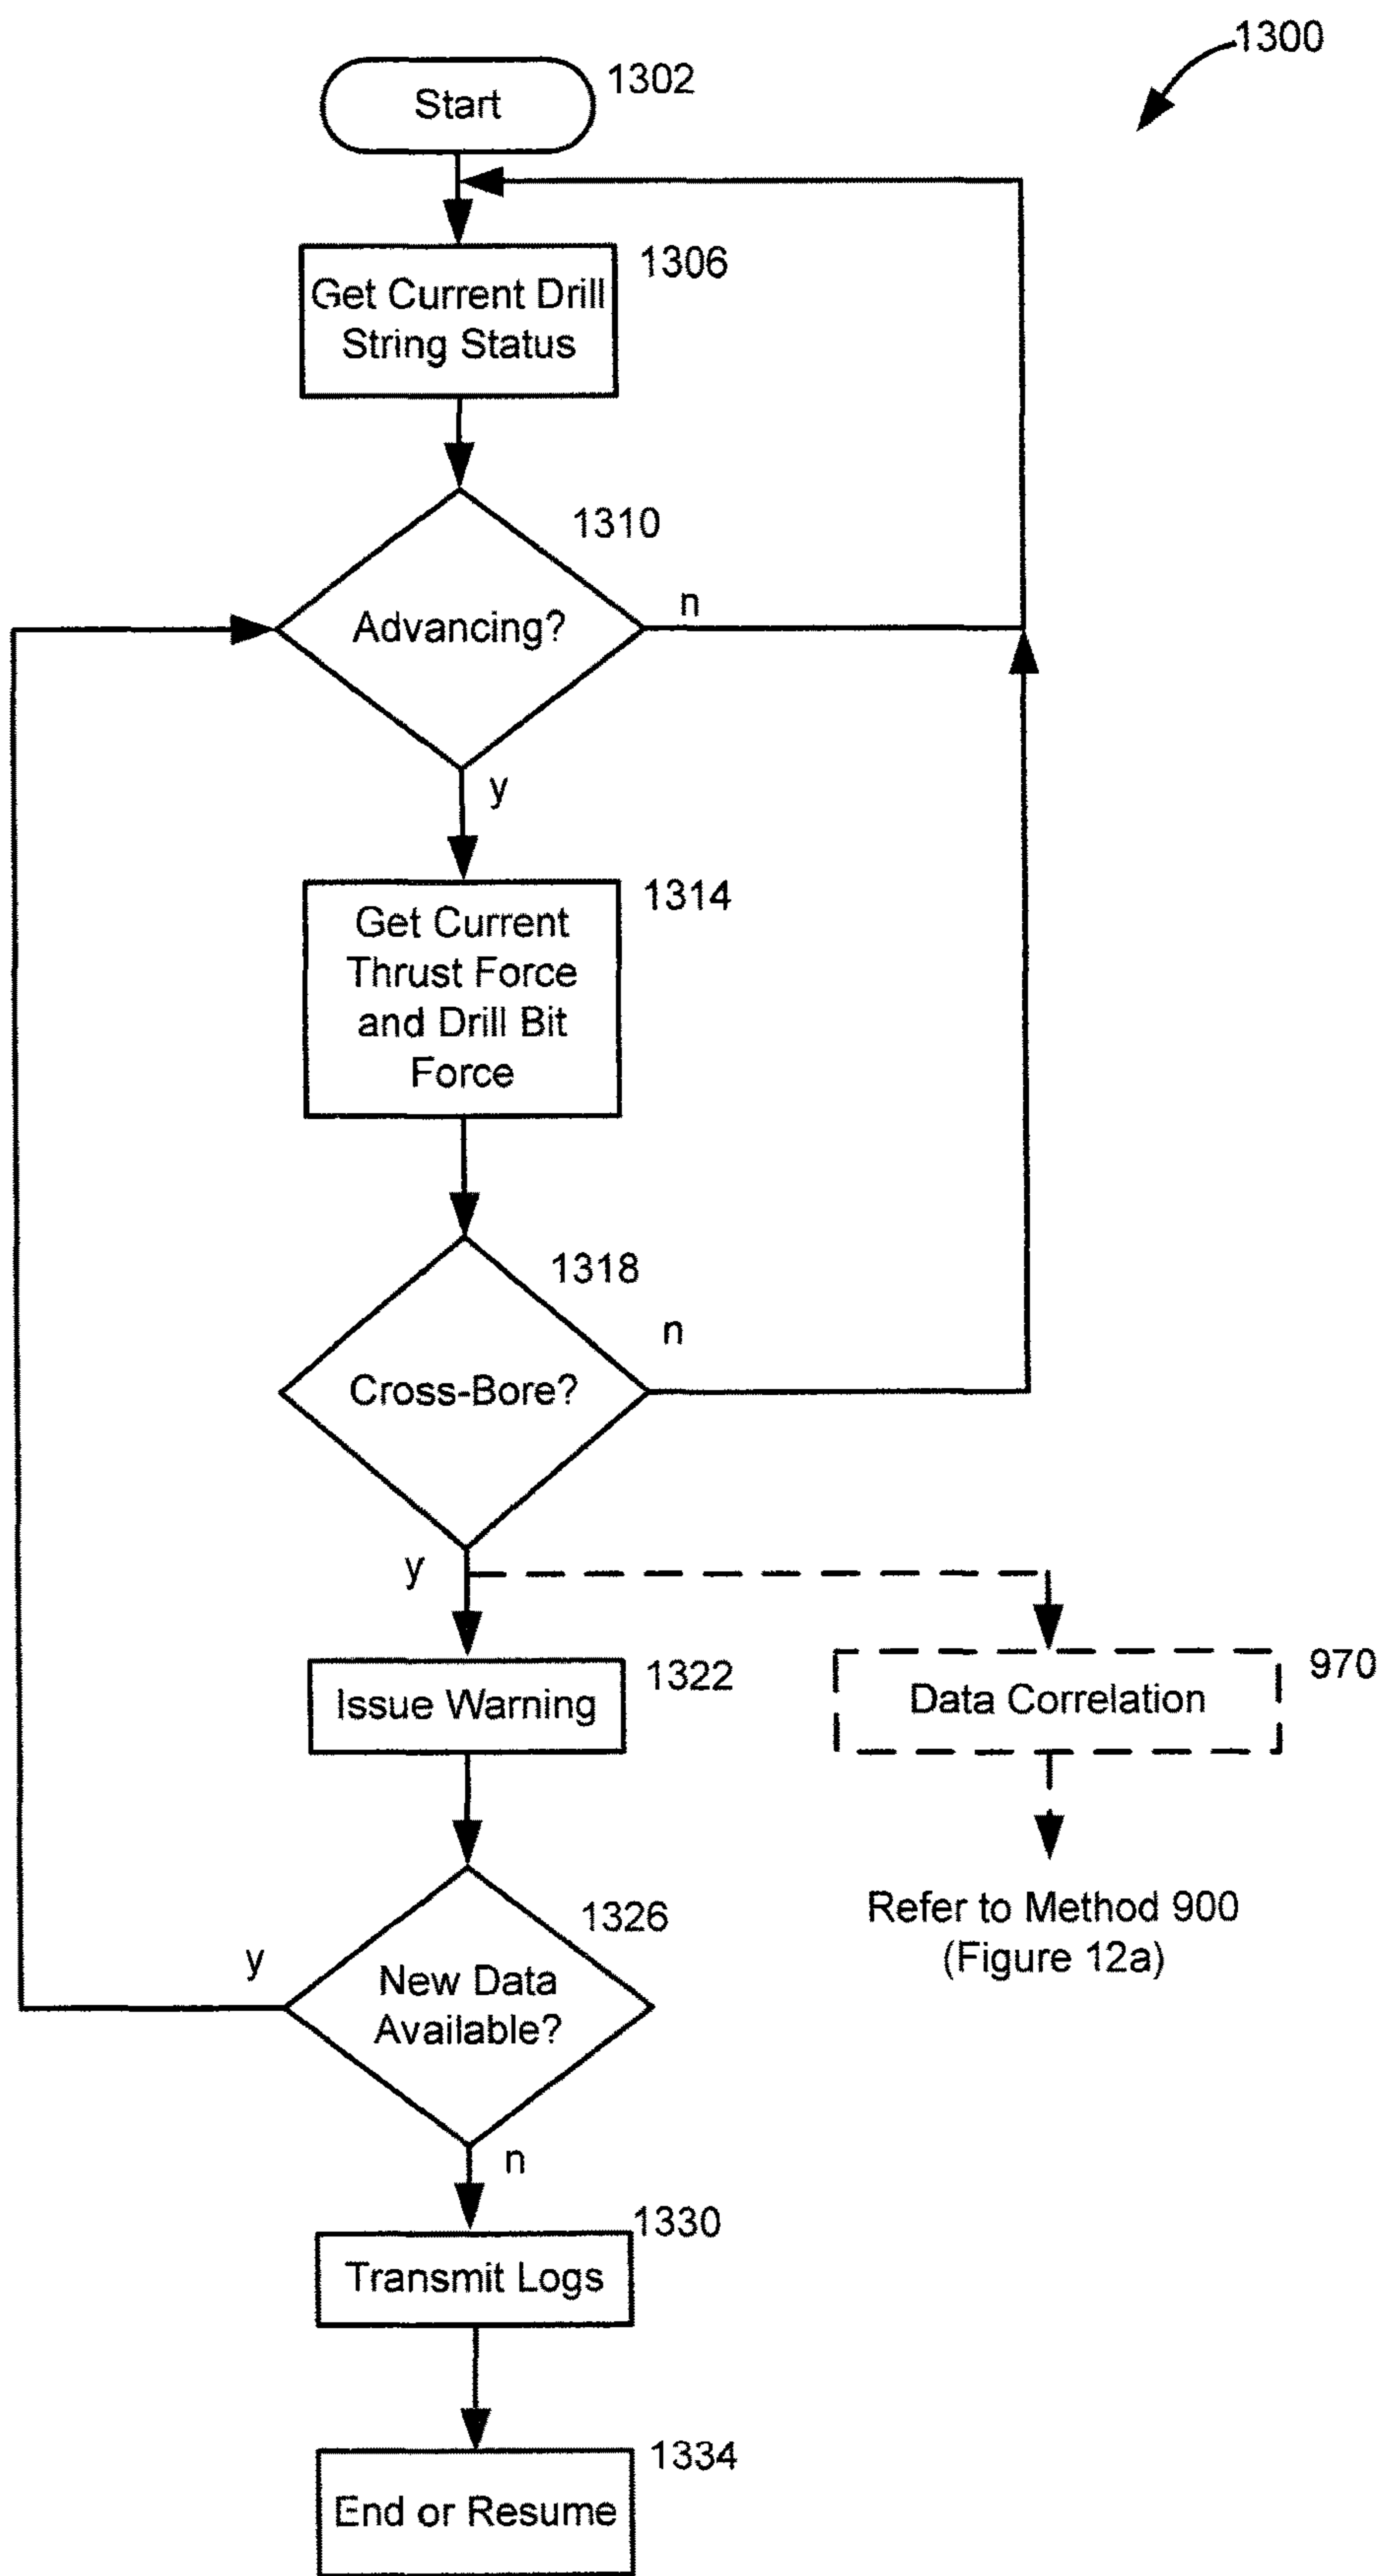 1300
Start
1302
Get Current Drill
String Status
1306
1310
Advancing?
n
y
Get Current
Thrust Force
and Drill Bit
Force
1314
1318
Cross-Bore?
n
y
Issue Warning
1322
Data Correlation
970
Refer to Method 900
(Figure 12a)
1326
New Data
Available?
y
n
1330
Transmit Logs
1334
End or Resume